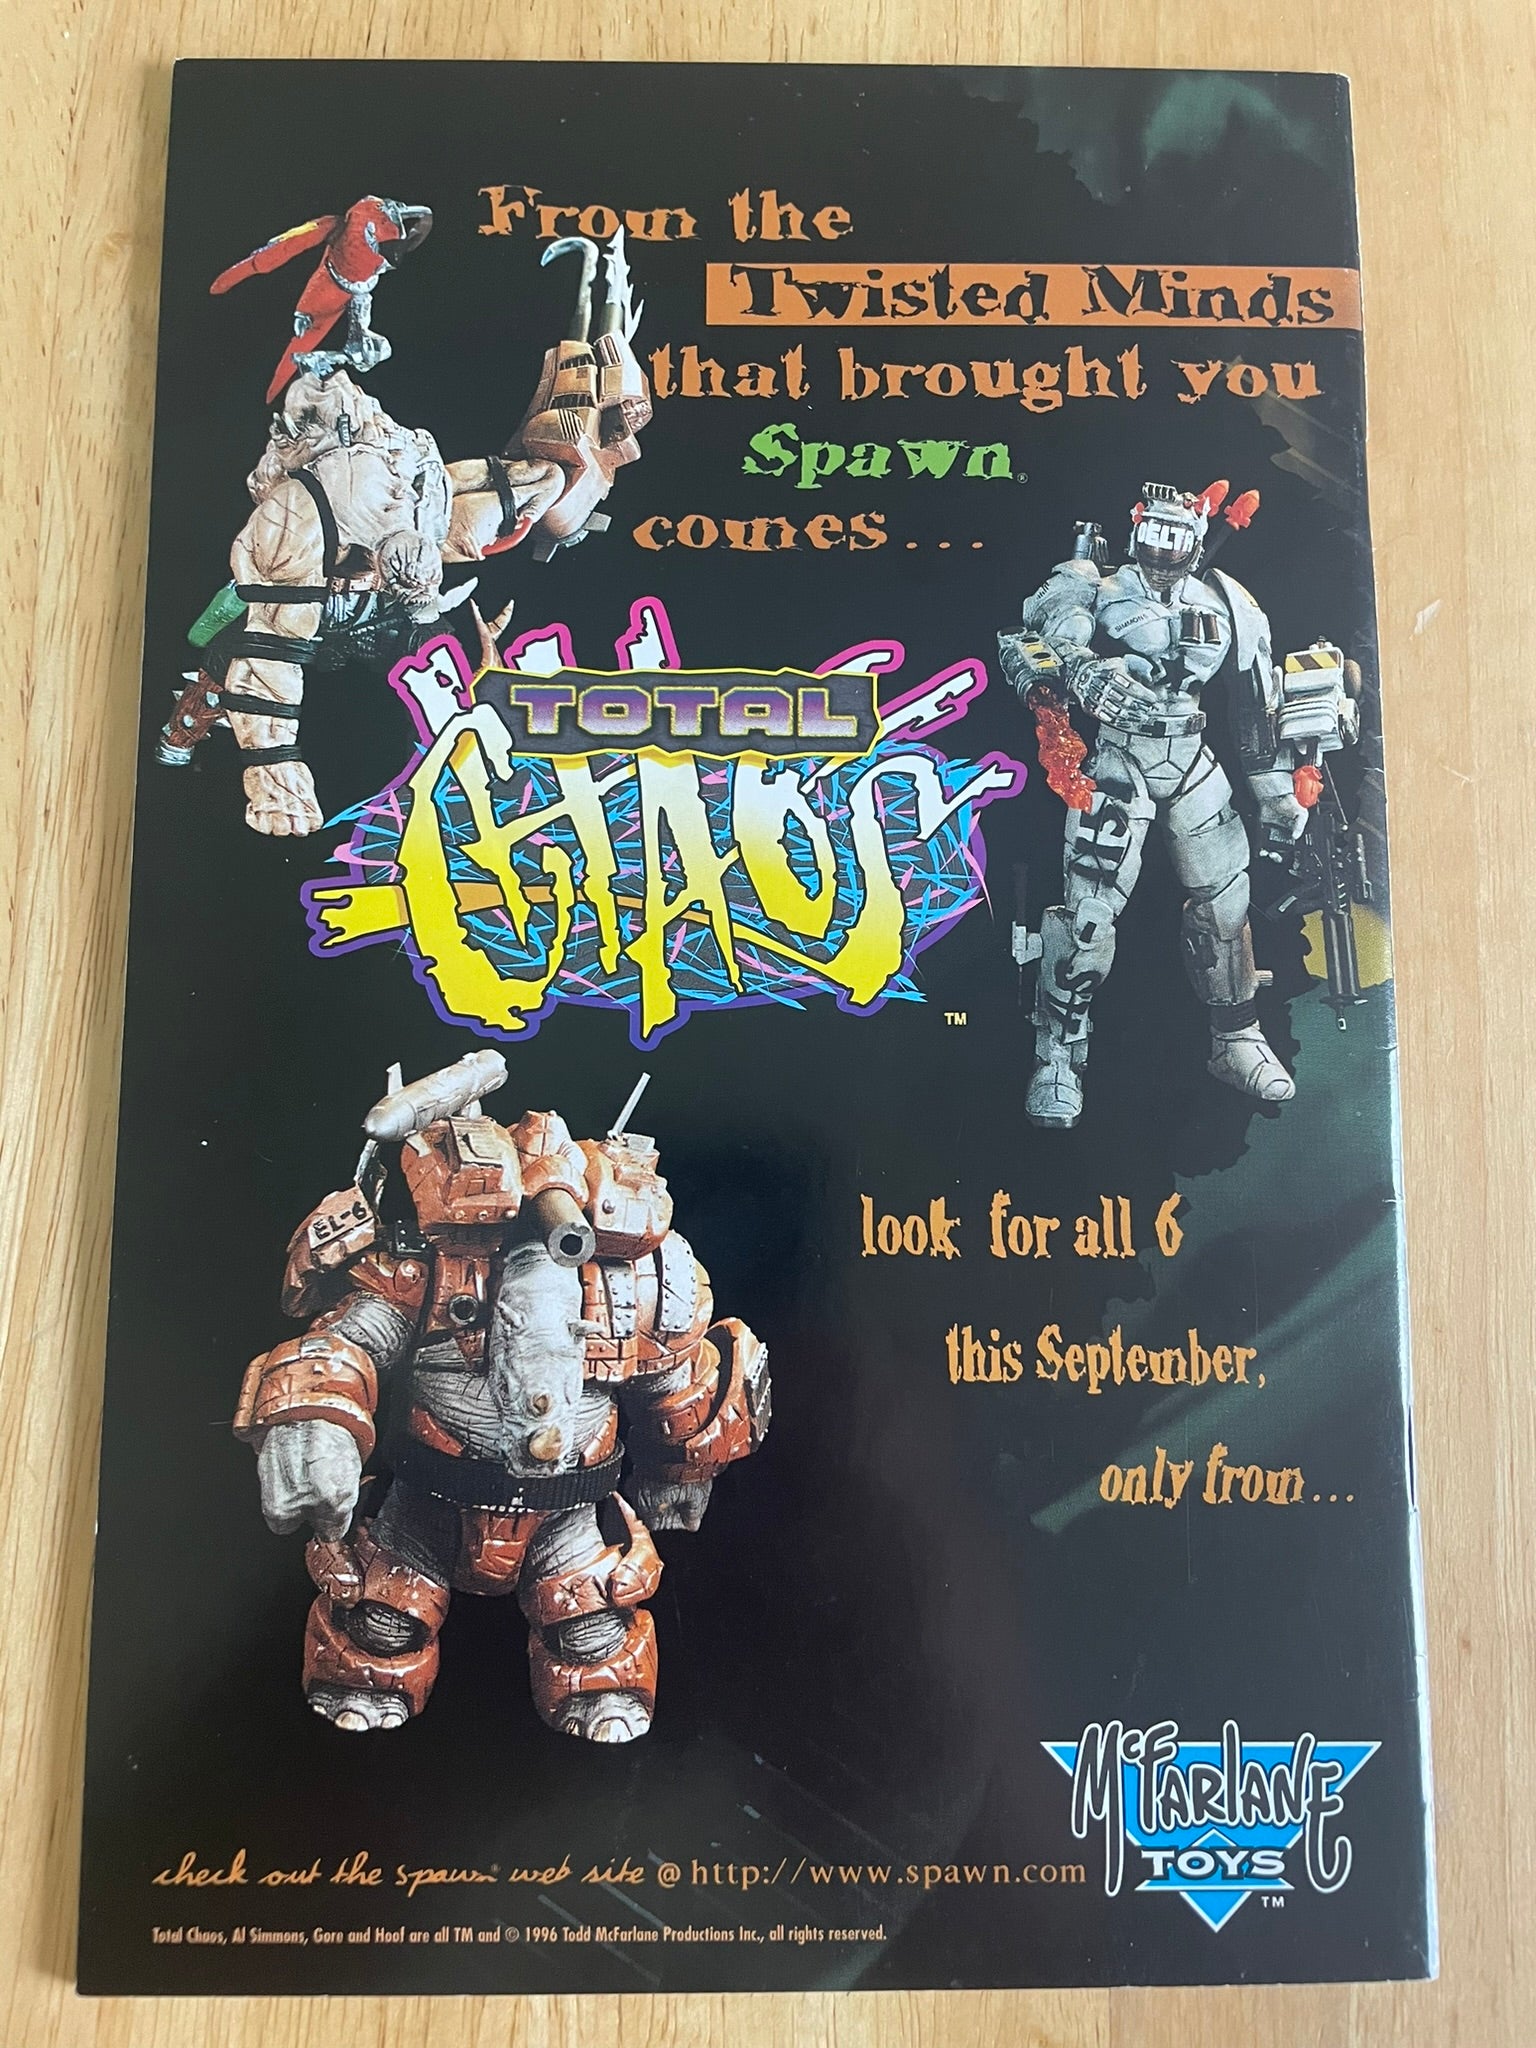 From the
Twisted Minds
that brought you
Spawn®
comes...
DELTA
SIMMONS
TOTAL
CHAOS
TM
EL-6
look for all 6
this September,
only from...
McFARLANE
TOYS
TM
check out the spawn® web site @ http://www.spawn.com
Total Chaos, Al Simmons, Gore and Hoof are all TM and © 1996 Todd McFarlane Productions Inc., all rights reserved.